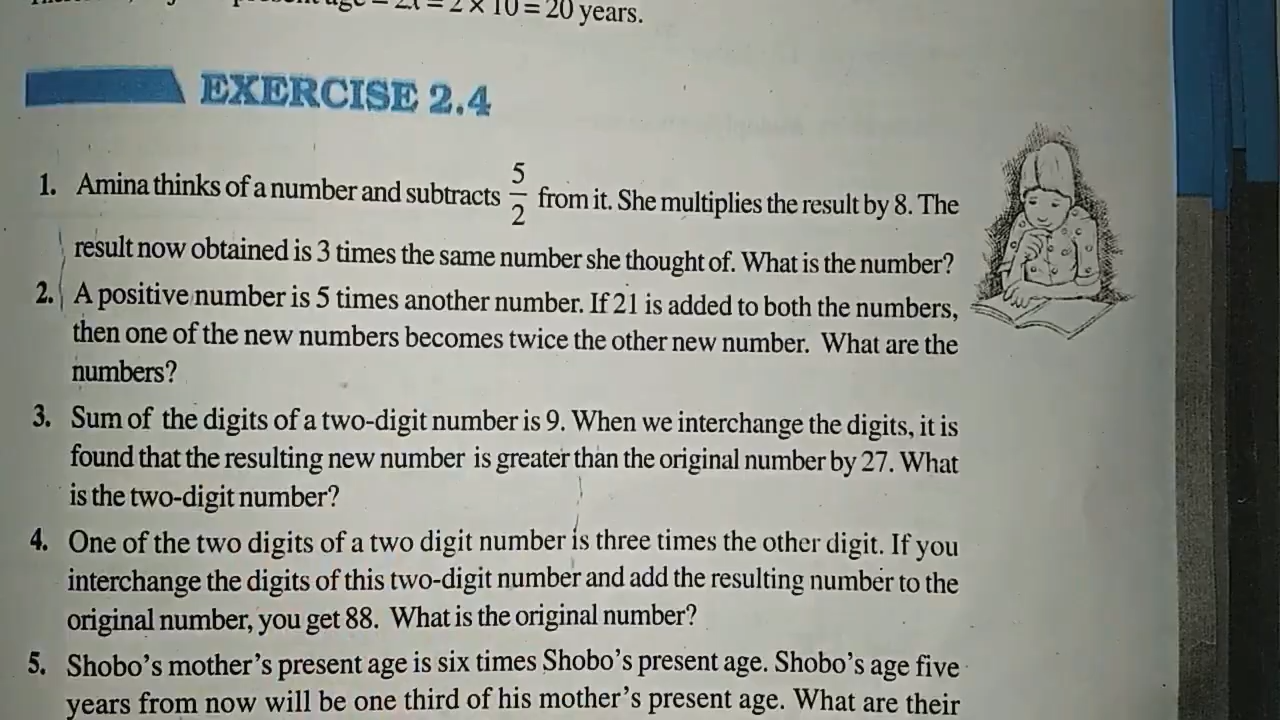 present age = 2x = 2 × 10 = 20 years.
EXERCISE 2.4
1. Amina thinks of a number and subtracts 5/2 from it. She multiplies the result by 8. The
result now obtained is 3 times the same number she thought of. What is the number?
2. A positive number is 5 times another number. If 21 is added to both the numbers,
then one of the new numbers becomes twice the other new number. What are the
numbers?
3. Sum of the digits of a two-digit number is 9. When we interchange the digits, it is
found that the resulting new number is greater than the original number by 27. What
is the two-digit number?
4. One of the two digits of a two digit number is three times the other digit. If you
interchange the digits of this two-digit number and add the resulting number to the
original number, you get 88. What is the original number?
5. Shobo's mother's present age is six times Shobo's present age. Shobo's age five
years from now will be one third of his mother's present age. What are their